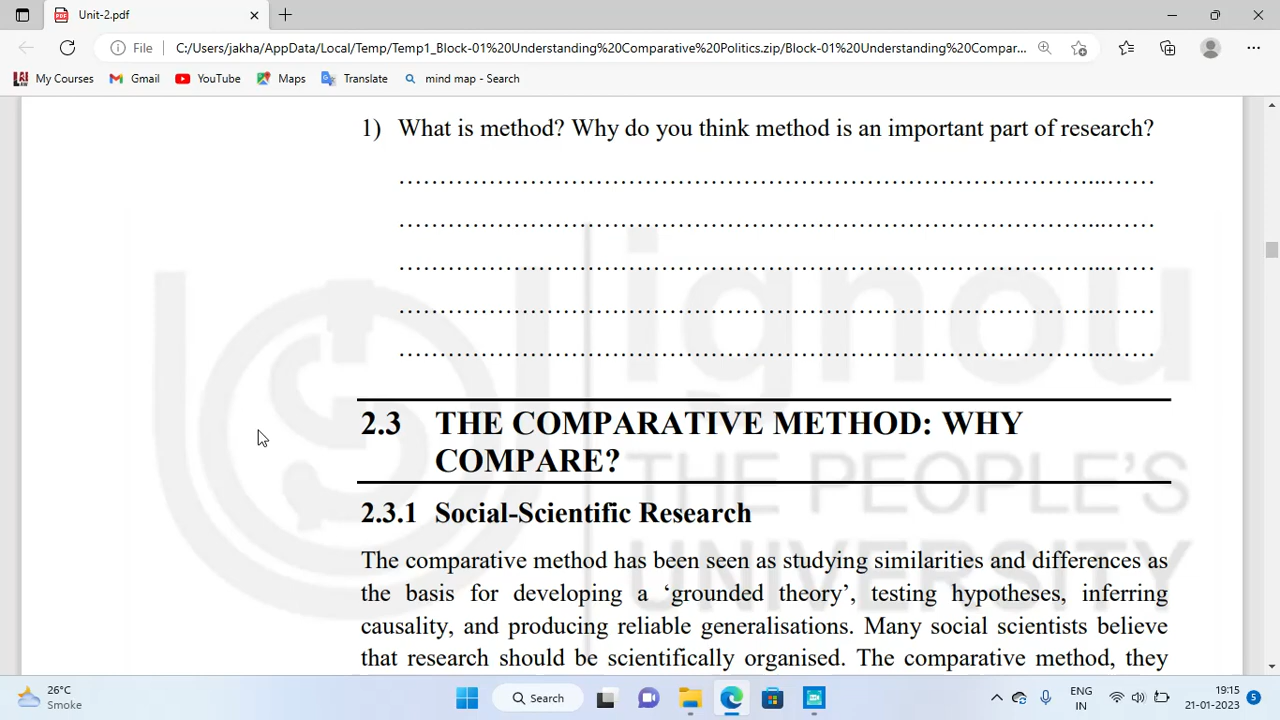 Unit-2.pdf
File
C:/Users/jakha/AppData/Local/Temp/Temp1_Block-01%20Understanding%20Comparative%20Politics.zip/Block-01%20Understanding%20Compar...
My Courses
Gmail
YouTube
Maps
Translate
mind map - Search
1) What is method? Why do you think method is an important part of research?
2.3 THE COMPARATIVE METHOD: WHY
COMPARE?
2.3.1 Social-Scientific Research
The comparative method has been seen as studying similarities and differences as
the basis for developing a ‘grounded theory’, testing hypotheses, inferring
causality, and producing reliable generalisations. Many social scientists believe
that research should be scientifically organised. The comparative method, they
ignou
THE PEOPLE'S
UNIVERSITY
26°C
Smoke
Search
ENG
IN
19:15
21-01-2023
5